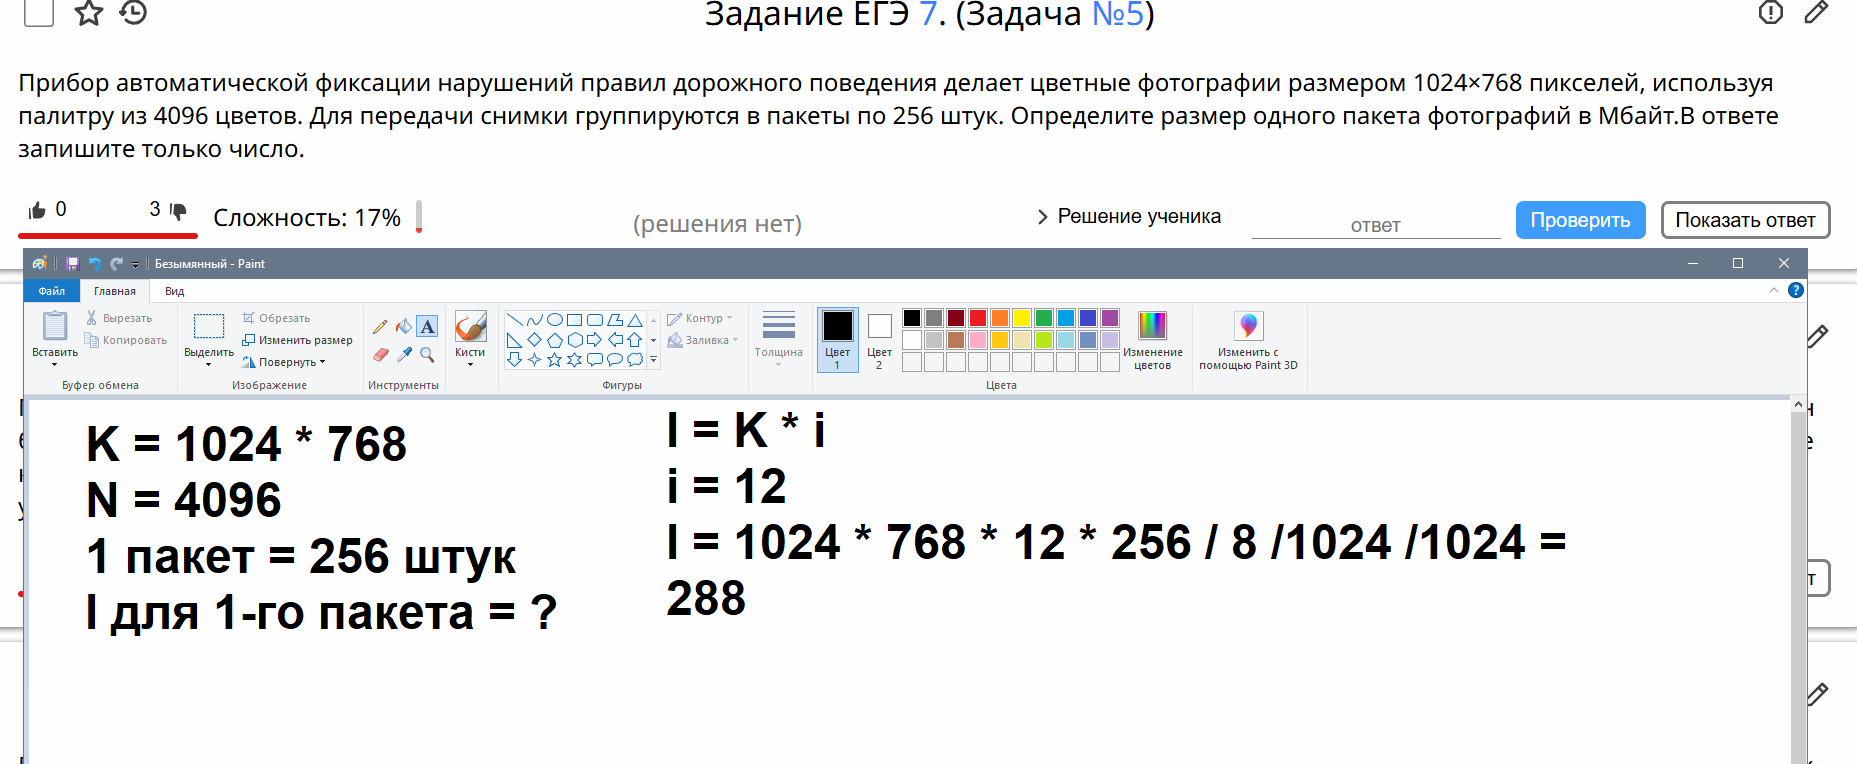 Задание ЕГЭ 7. (Задача №5)
Прибор автоматической фиксации нарушений правил дорожного поведения делает цветные фотографии размером 1024×768 пикселей, используя
палитру из 4096 цветов. Для передачи снимки группируются в пакеты по 256 штук. Определите размер одного пакета фотографий в Мбайт.В ответе
запишите только число.
0 3 Сложность: 17% (решения нет) Решение ученика ответ Проверить Показать ответ
Безымянный - Paint
Файл Главная Вид
Вставить
Вырезать
Копировать
Буфер обмена
Выделить
Обрезать
Изменить размер
Повернуть
Изображение
Инструменты
Кисти
Фигуры
Контур
Заливка
Толщина
Цвет
1
Цвет
2
Цвета
Изменение
цветов
Изменить с
помощью Paint 3D
K = 1024 * 768
N = 4096
1 пакет = 256 штук
I для 1-го пакета = ?
I = K * i
i = 12
I = 1024 * 768 * 12 * 256 / 8 /1024 /1024 =
288